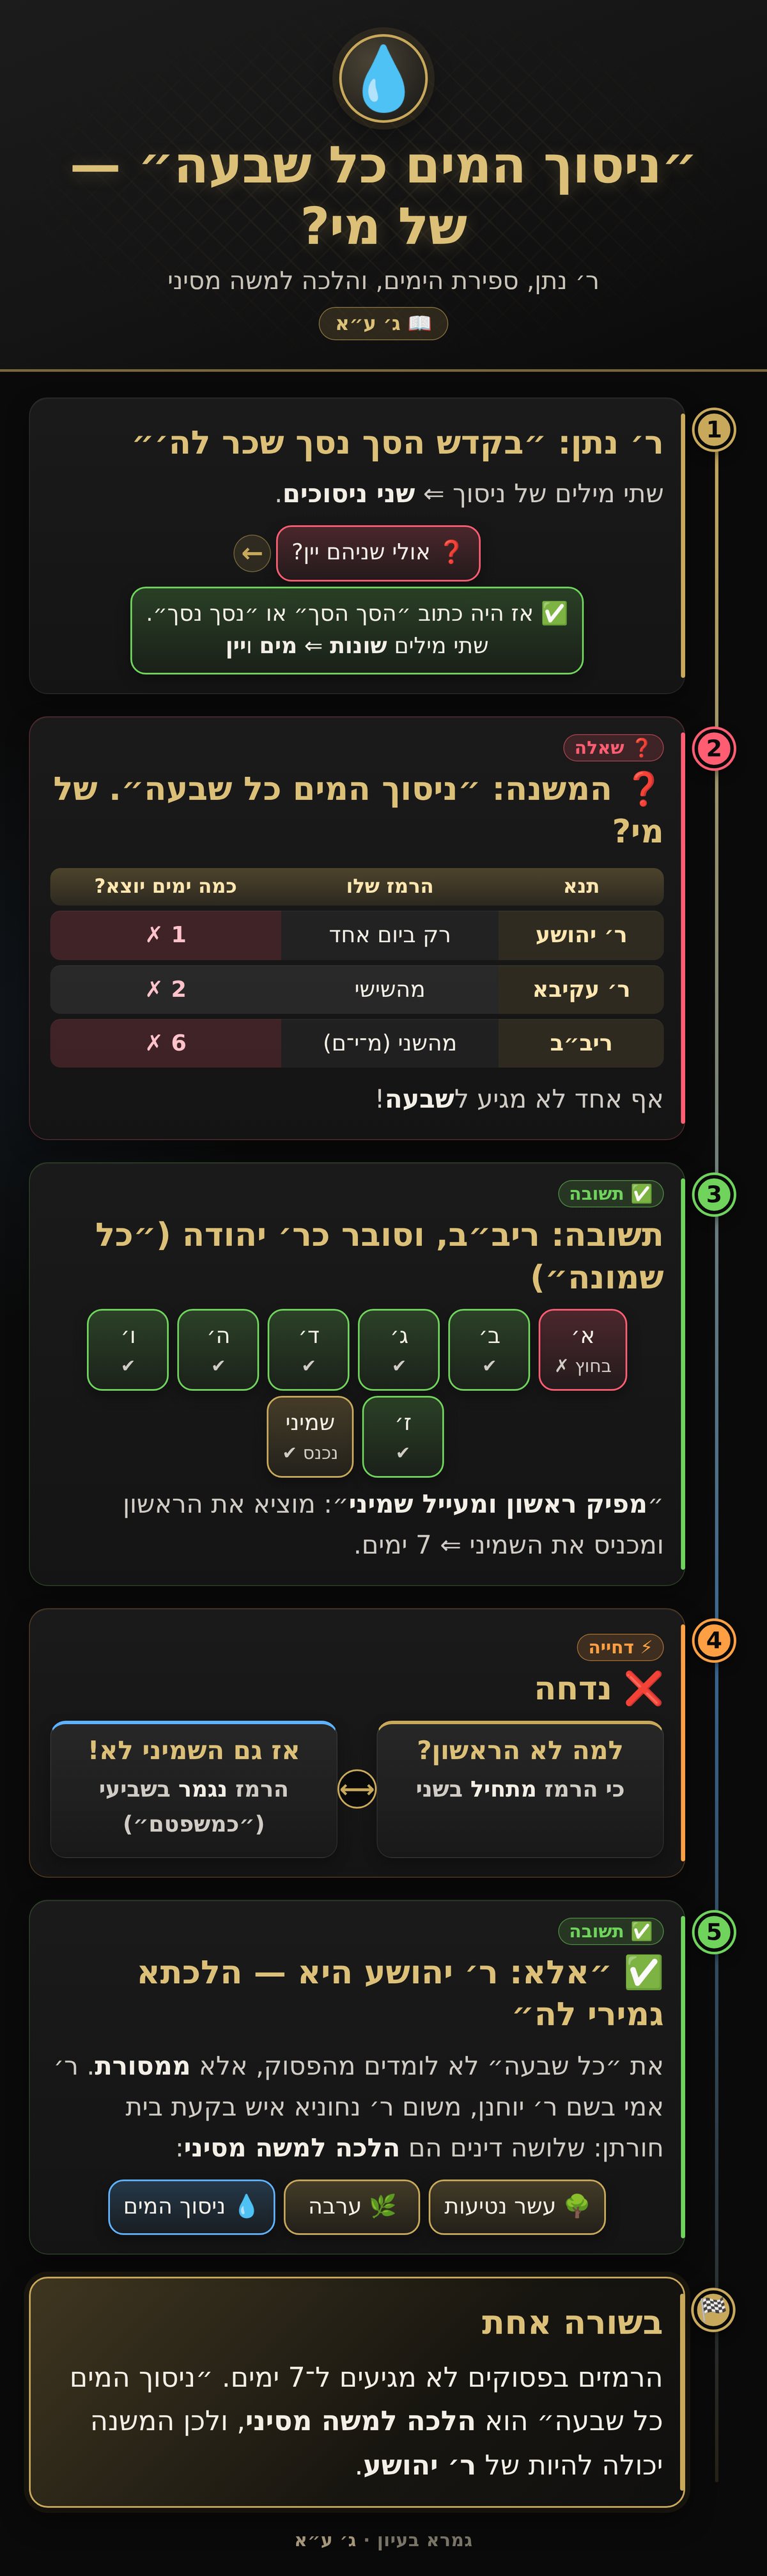 ״ניסוך המים כל שבעה״ —
של מי?
ר׳ נתן, ספירת הימים, והלכה למשה מסיני
📖 ג׳ ע״א
1
ר׳ נתן: ״בקדש הסך נסך שכר לה׳״
שתי מילים של ניסוך ⇐ שני ניסוכים.
❓ אולי שניהם יין?
←
✅ אז היה כתוב ״הסך הסך״ או ״נסך נסך״.
שתי מילים שונות ⇐ מים ויין
2
❓ שאלה
❓ המשנה: ״ניסוך המים כל שבעה״. של
מי?
תנא הרמז שלו כמה ימים יוצא?
ר׳ יהושע רק ביום אחד 1 ✗
ר׳ עקיבא מהשישי 2 ✗
ריב״ב מהשני (מ־י־ם) 6 ✗
אף אחד לא מגיע לשבעה!
3
✅ תשובה
תשובה: ריב״ב, וסובר כר׳ יהודה (״כל
שמונה״)
א׳ ב׳ ג׳ ד׳ ה׳ ו׳
בחוץ ✗ ✔ ✔ ✔ ✔ ✔
ז׳ שמיני
✔ נכנס ✔
״מפיק ראשון ומעייל שמיני״: מוציא את הראשון
ומכניס את השמיני ⇐ 7 ימים.
4
⚡ דחייה
❌ נדחה
למה לא הראשון?
כי הרמז מתחיל בשני
⟷
אז גם השמיני לא!
הרמז נגמר בשביעי
(״כמשפטם״)
5
✅ תשובה
✅ ״אלא: ר׳ יהושע היא — הלכתא
גמירי לה״
את ״כל שבעה״ לא לומדים מהפסוק, אלא ממסורת. ר׳
אמי בשם ר׳ יוחנן, משום ר׳ נחוניא איש בקעת בית
חורתן: שלושה דינים הם הלכה למשה מסיני:
🌳 עשר נטיעות
🌿 ערבה
💧 ניסוך המים
🏁
בשורה אחת
הרמזים בפסוקים לא מגיעים ל־7 ימים. ״ניסוך המים
כל שבעה״ הוא הלכה למשה מסיני, ולכן המשנה
יכולה להיות של ר׳ יהושע.
גמרא בעיון · ג׳ ע״א